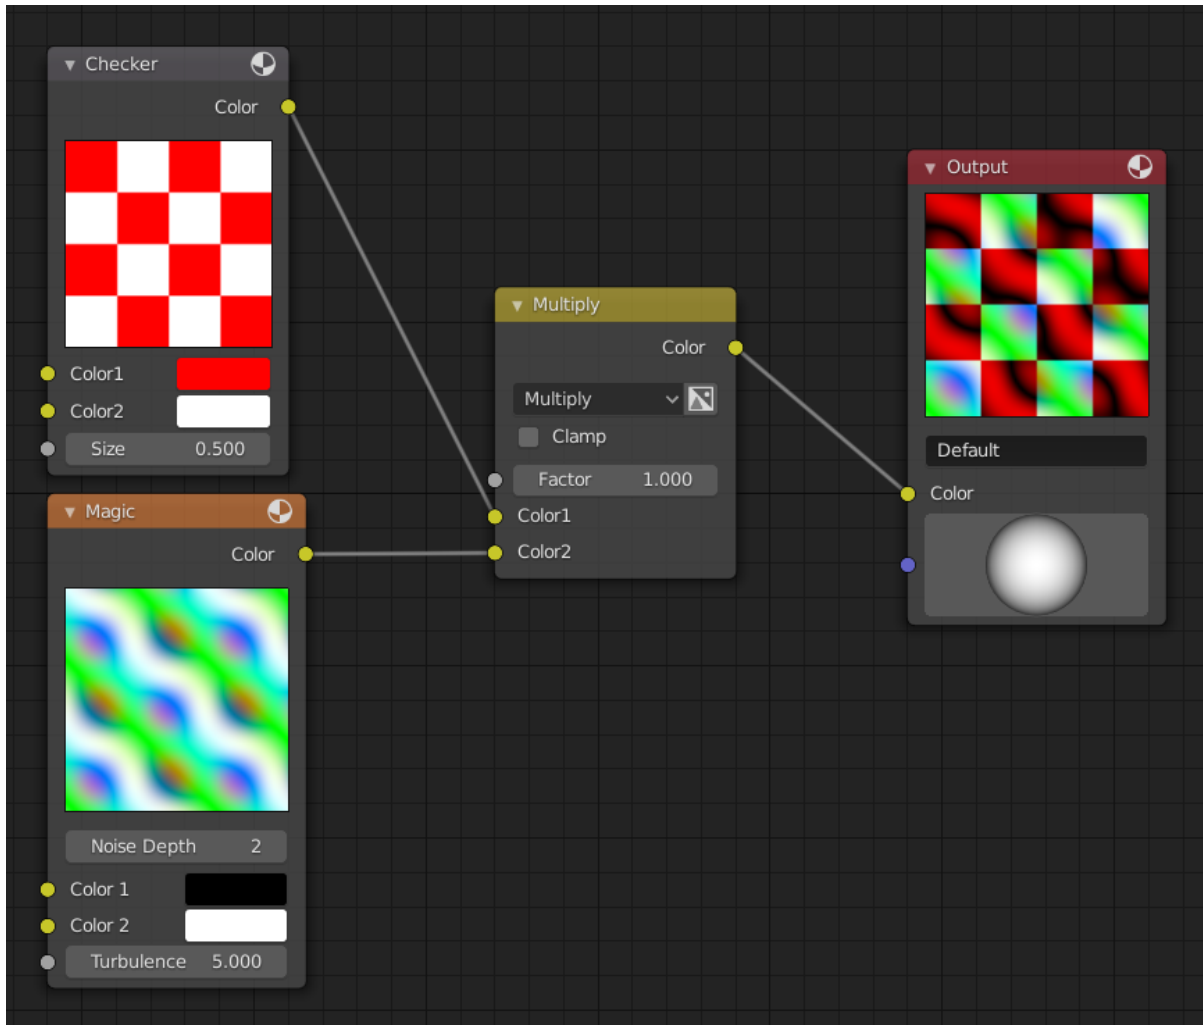 Checker
Color
Color1
Color2
Size 0.500
Magic
Color
Noise Depth 2
Color 1
Color 2
Turbulence 5.000
Multiply
Color
Multiply
Clamp
Factor 1.000
Color1
Color2
Output
Default
Color